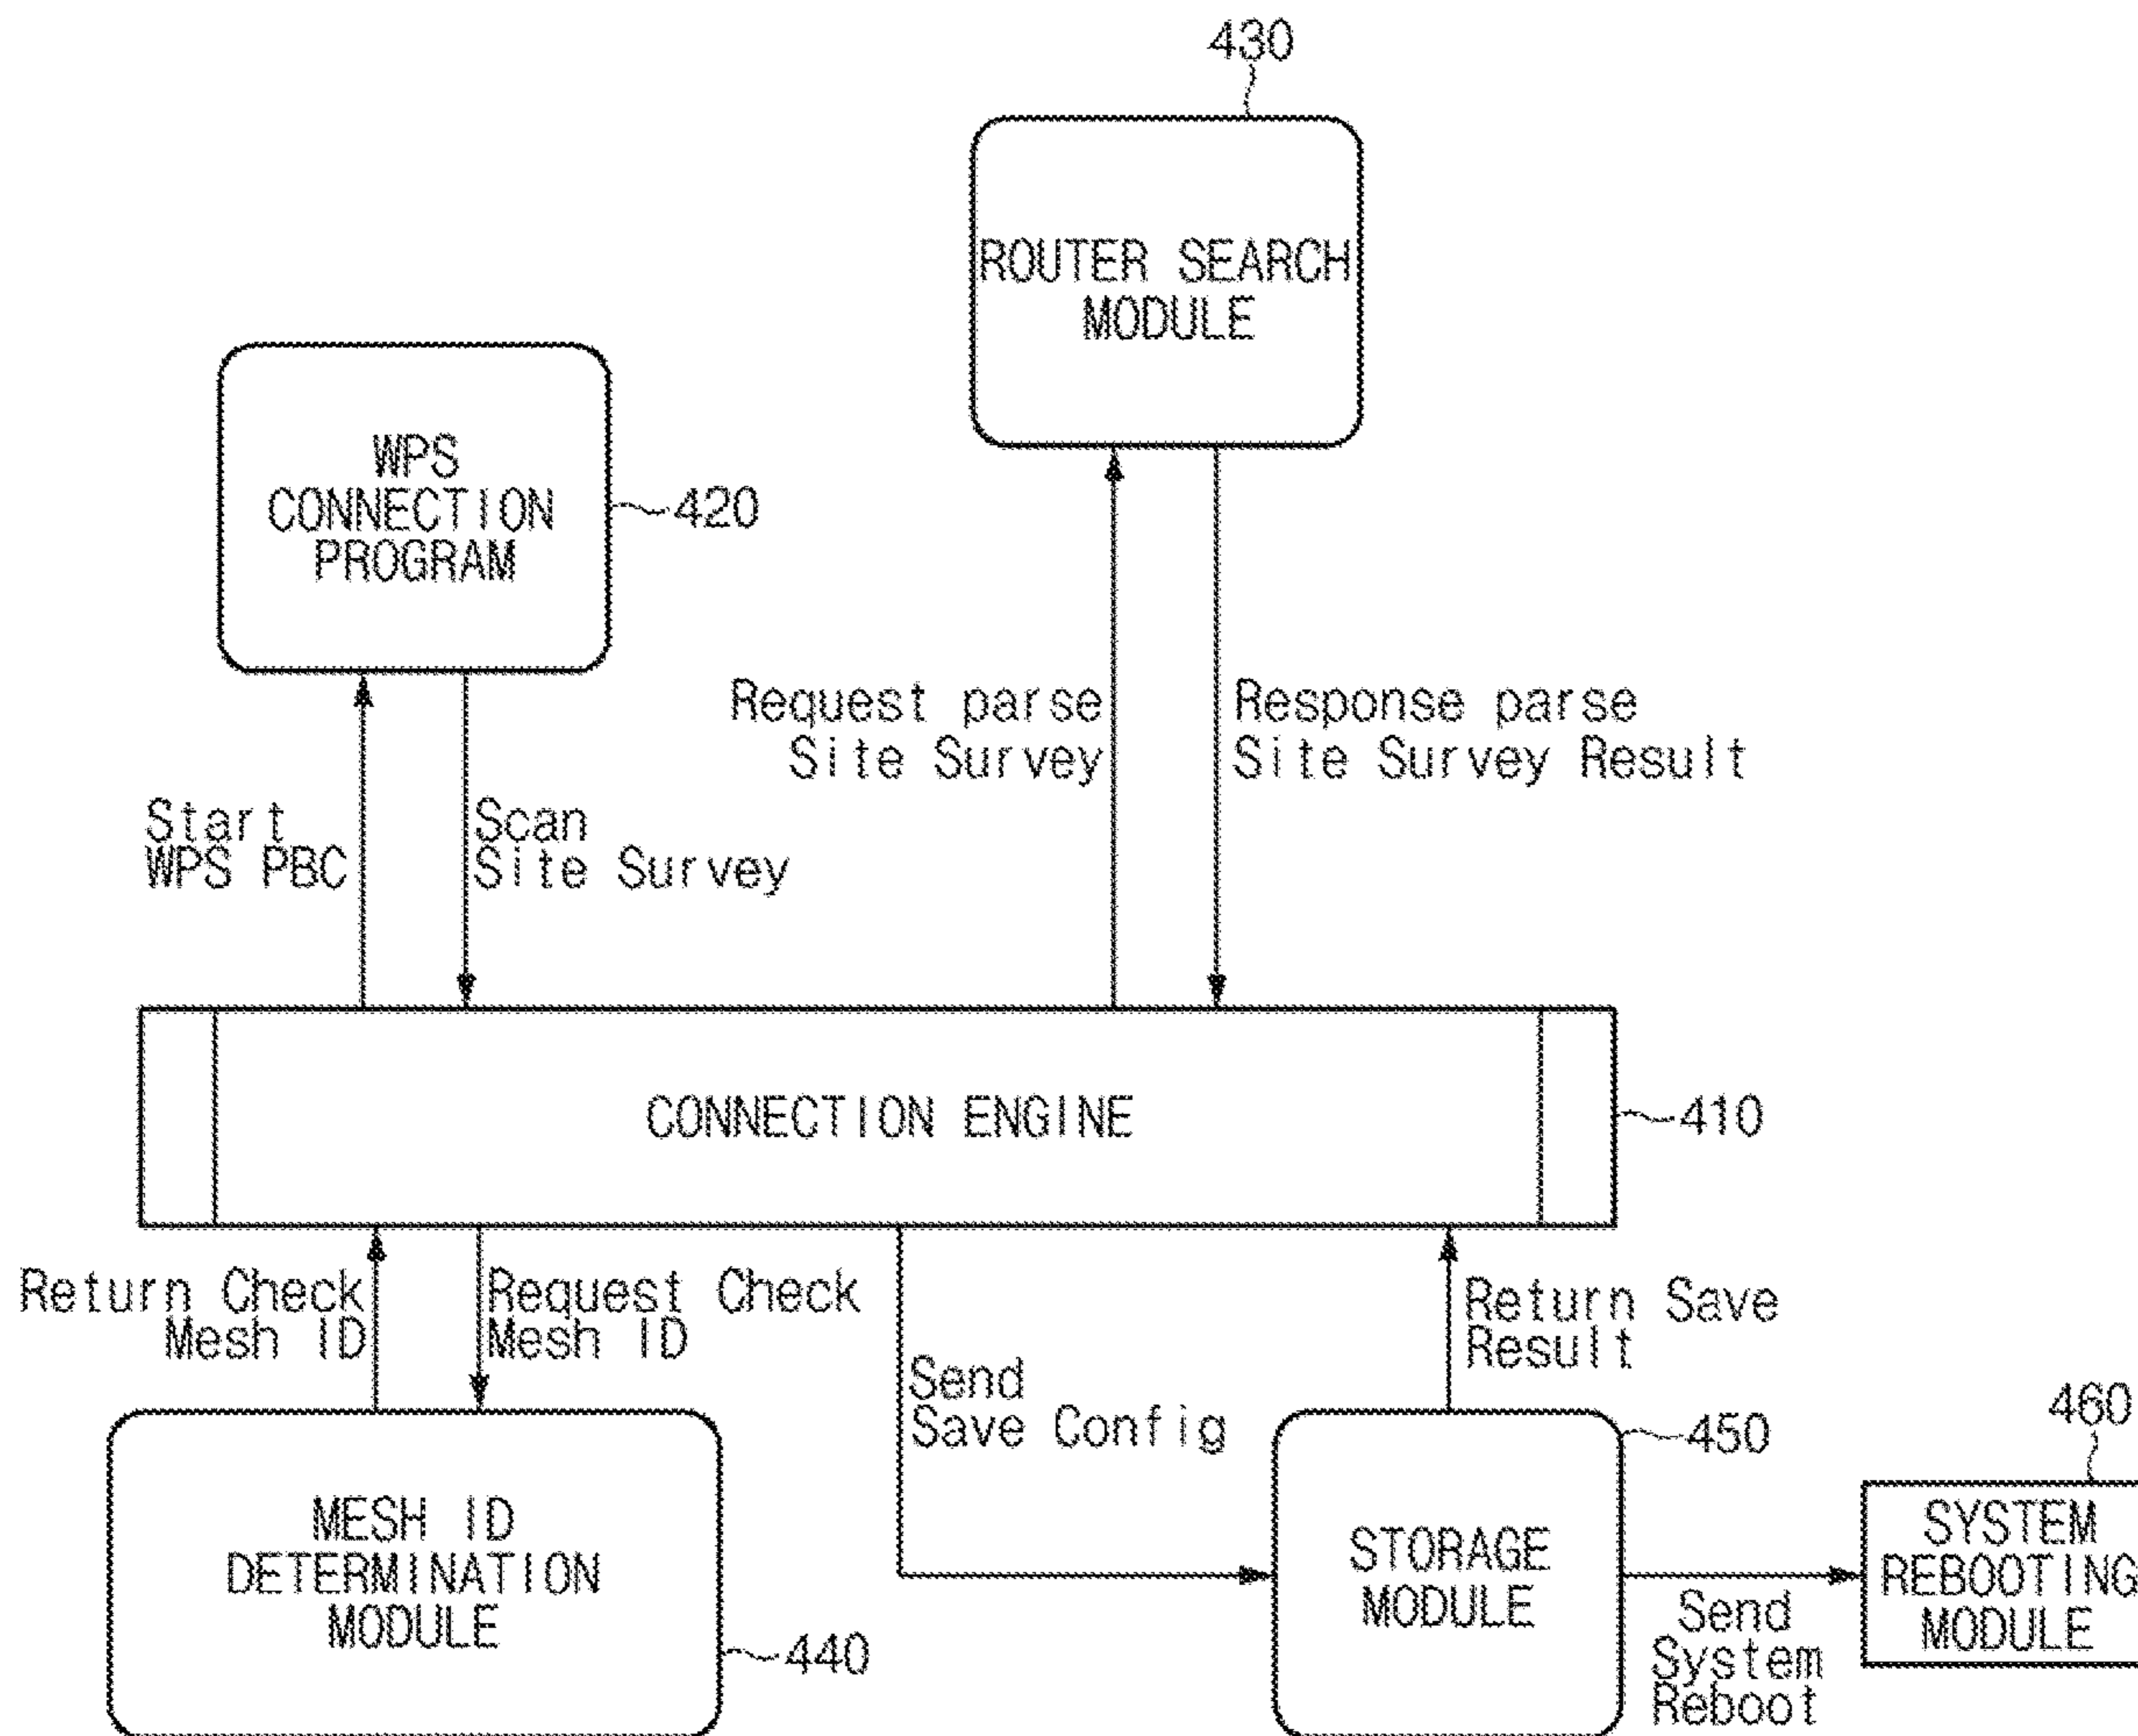 430
ROUTER SEARCH
MODULE
WPS
CONNECTION
PROGRAM
420
Request parse
Site Survey
Response parse
Site Survey Result
Start
WPS PBC
Scan
Site Survey
CONNECTION ENGINE
410
Return Check
Mesh ID
Request Check
Mesh ID
Send
Save Config
Return Save
Result
MESH ID
DETERMINATION
MODULE
440
STORAGE
MODULE
450
460
SYSTEM
REBOOTING
MODULE
Send
System
Reboot